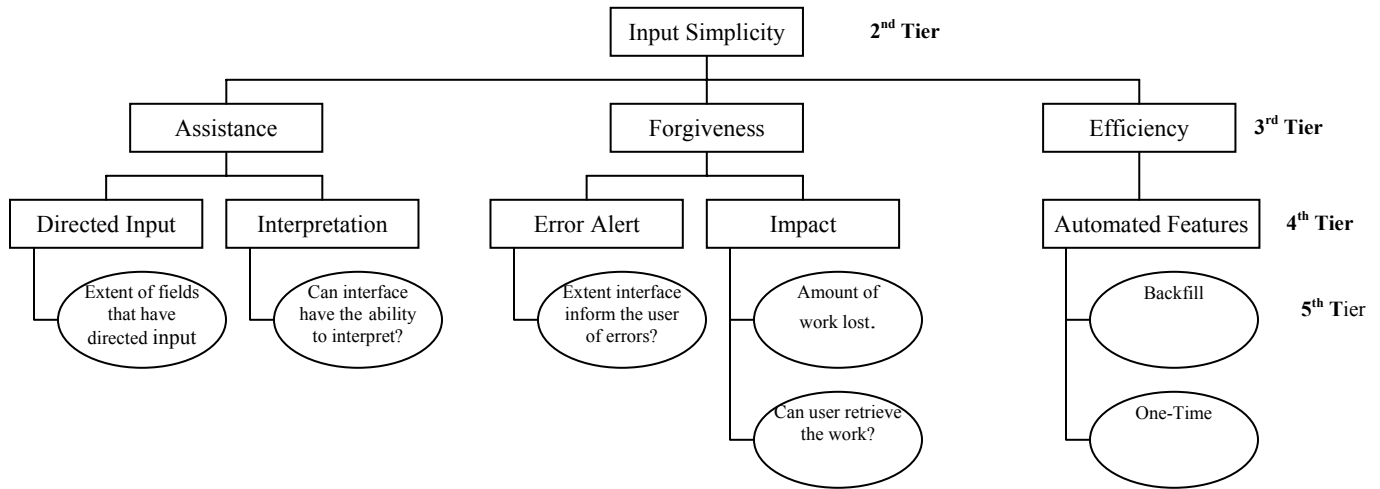 Input Simplicity
2nd Tier
Assistance
Forgiveness
Efficiency
3rd Tier
Directed Input
Interpretation
Error Alert
Impact
Automated Features
4th Tier
Extent of fields
that have
directed input
Can interface
have the ability
to interpret?
Extent interface
inform the user
of errors?
Amount of
work lost.
Backfill
5th Tier
Can user retrieve
the work?
One-Time